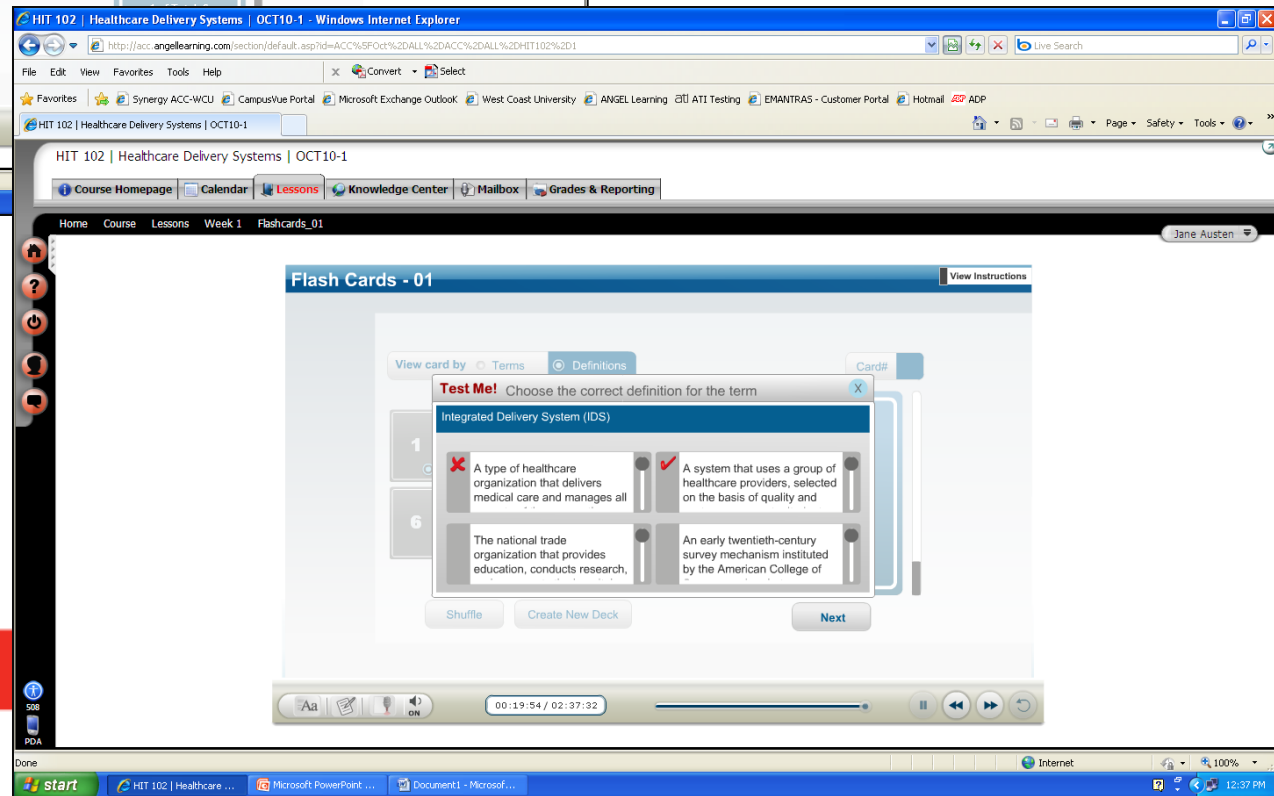 HIT 102 | Healthcare Delivery Systems | OCT10-1 - Windows Internet Explorer
http://acc.angellearning.com/section/default.asp?id=ACC%5FOct%2DALL%2DACC%2DALL%2DHIT102%2D1
Live Search
File Edit View Favorites Tools Help
x Convert Select
Favorites Synergy ACC-WCU CampusVue Portal Microsoft Exchange OutlooK West Coast University ANGEL Learning ATI Testing EMANTRAS - Customer Portal Hotmail ADP
HIT 102 | Healthcare Delivery Systems | OCT10-1
Page Safety Tools
HIT 102 | Healthcare Delivery Systems | OCT10-1
Course Homepage Calendar Lessons Knowledge Center Mailbox Grades & Reporting
Home Course Lessons Week 1 Flashcards_01
Jane Austen
Flash Cards - 01
View Instructions
View card by Terms Definitions
Card#
Test Me! Choose the correct definition for the term
X
Integrated Delivery System (IDS)
1
6
A type of healthcare
organization that delivers
medical care and manages all
A system that uses a group of
healthcare providers, selected
on the basis of quality and
The national trade
organization that provides
education, conducts research,
An early twentieth-century
survey mechanism instituted
by the American College of
Shuffle Create New Deck
Next
Aa
ON
00:19:54 / 02:37:32
508
PDA
Done
Internet
100%
start
HIT 102 | Healthcare ...
Microsoft PowerPoint ...
Document1 - Microsof...
12:37 PM